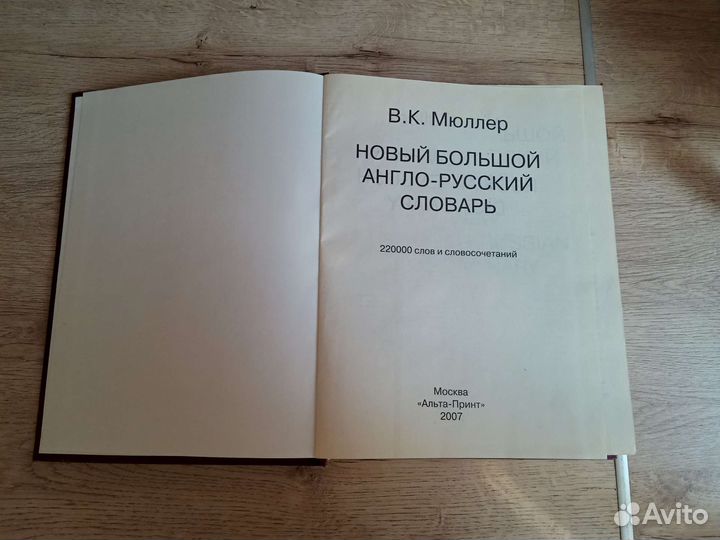 В.К. Мюллер
НОВЫЙ БОЛЬШОЙ
АНГЛО-РУССКИЙ
СЛОВАРЬ
220000 слов и словосочетаний
Москва
«Альта-Принт»
2007
Avito